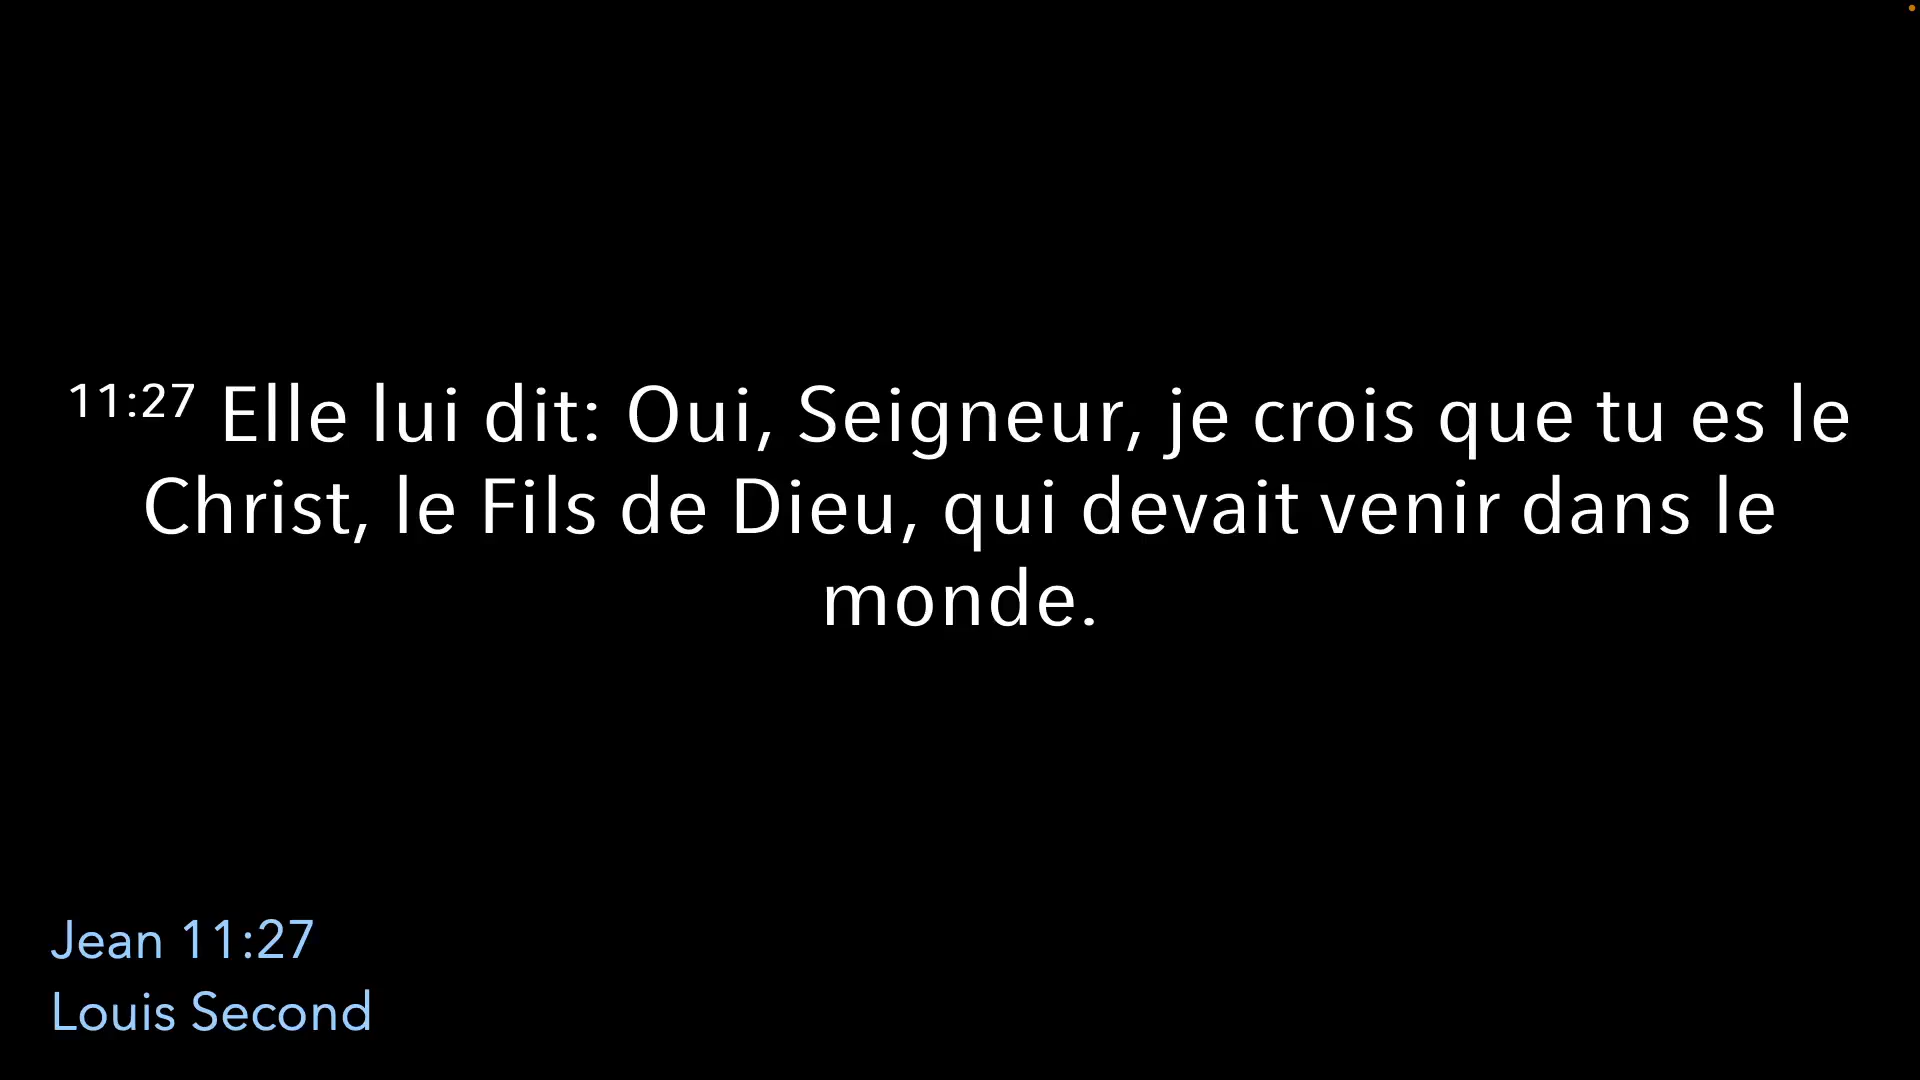 11:27 Elle lui dit: Oui, Seigneur, je crois que tu es le
Christ, le Fils de Dieu, qui devait venir dans le
monde.
Jean 11:27
Louis Second